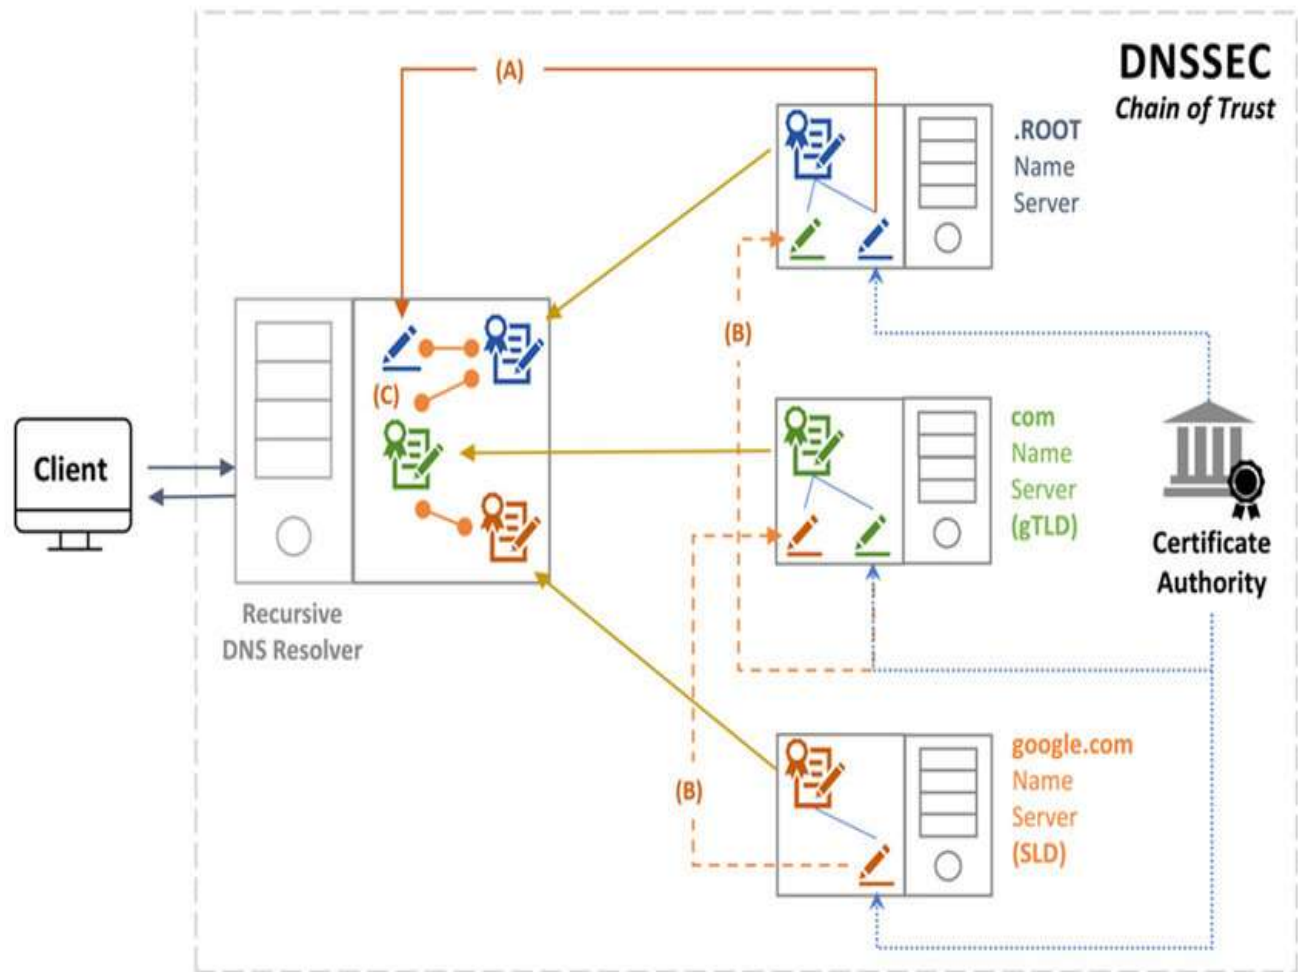 DNSSEC
Chain of Trust
(A)
.ROOT
Name
Server
(B)
(C)
Client
com
Name
Server
(gTLD)
Certificate
Authority
Recursive
DNS Resolver
(B)
google.com
Name
Server
(SLD)